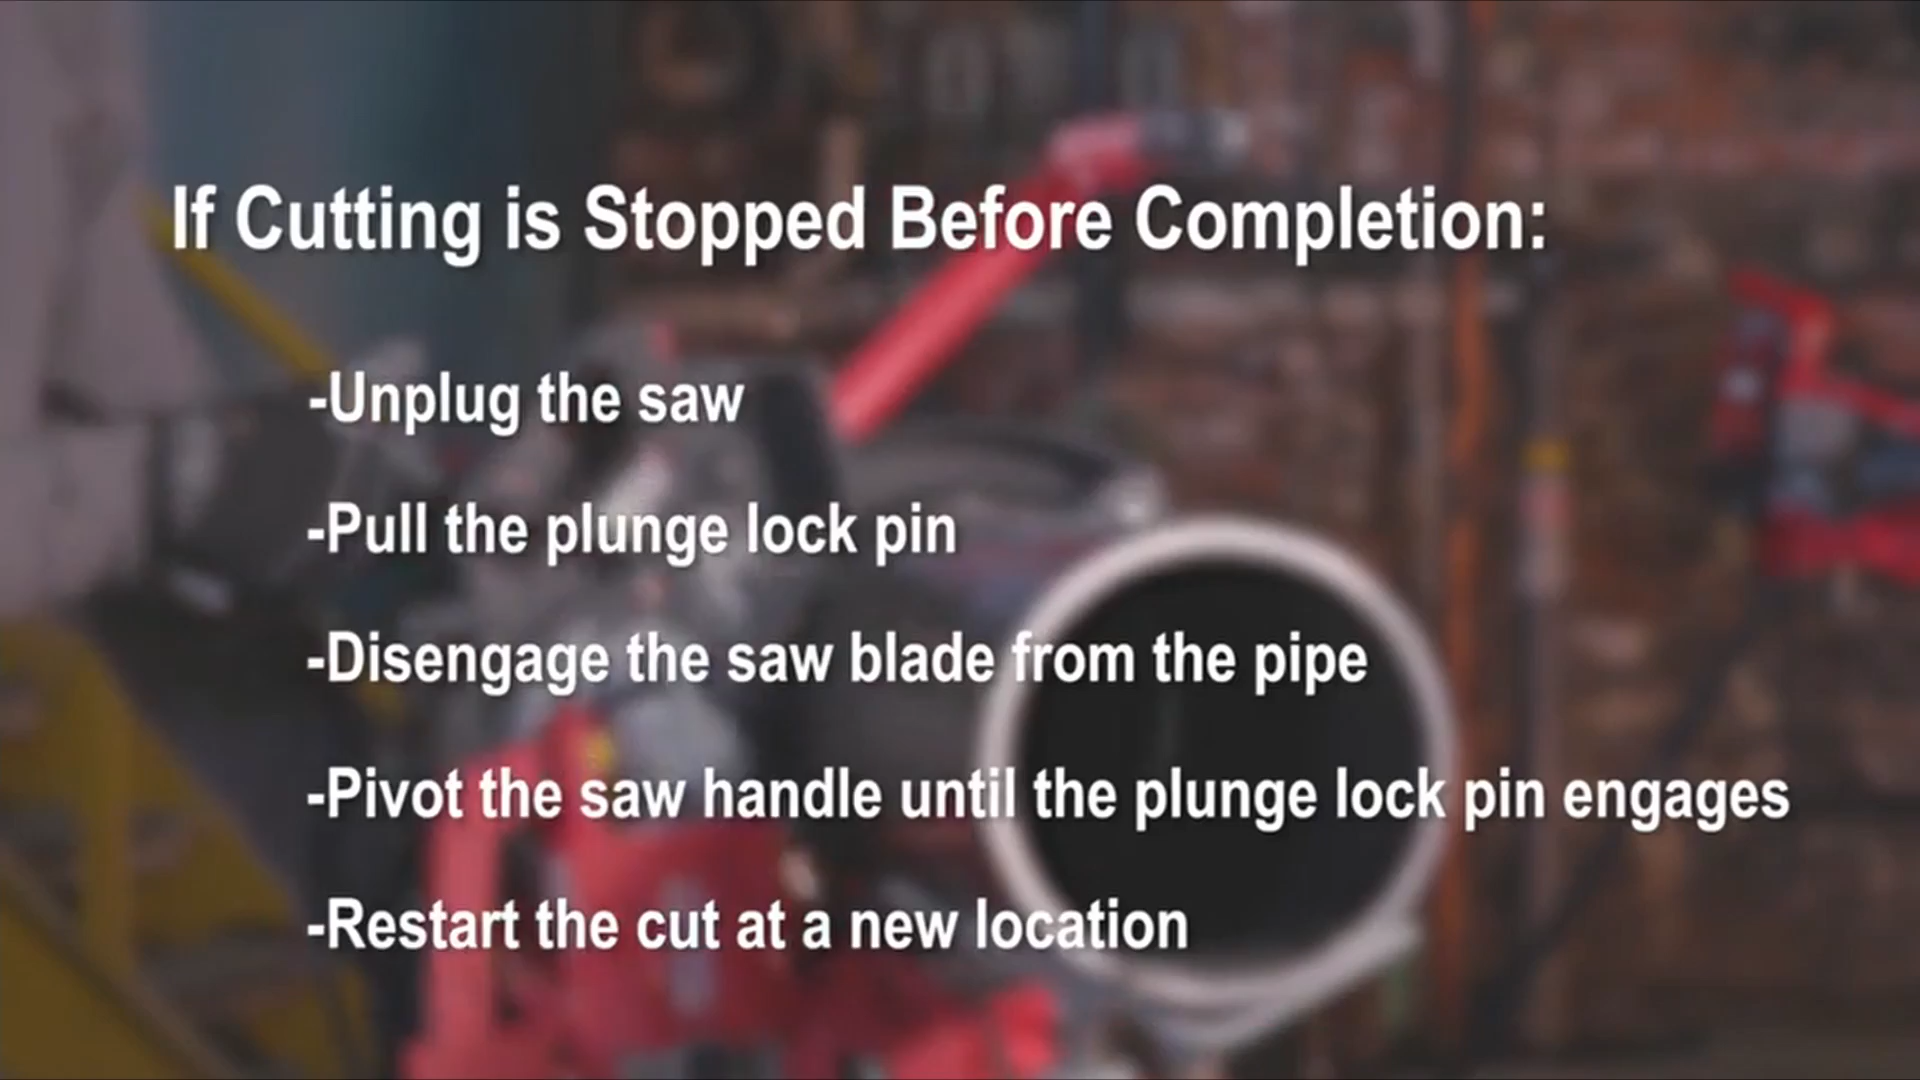 If Cutting is Stopped Before Completion:
-Unplug the saw
-Pull the plunge lock pin
-Disengage the saw blade from the pipe
-Pivot the saw handle until the plunge lock pin engages
-Restart the cut at a new location